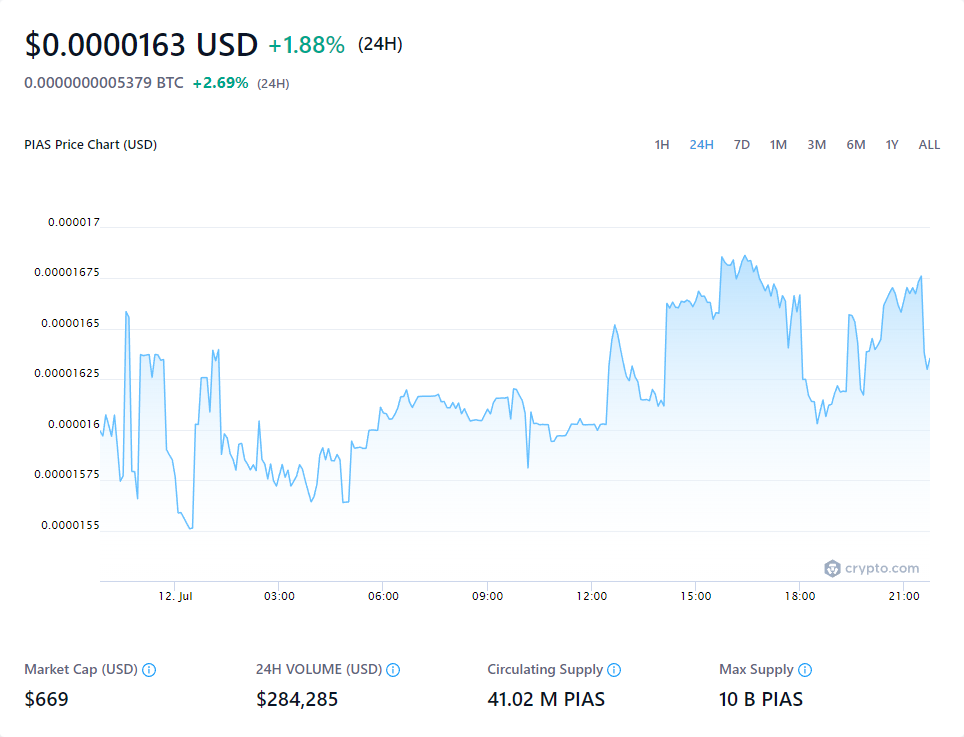 $0.0000163 USD +1.88% (24H)
0.0000000005379 BTC +2.69% (24H)
PIAS Price Chart (USD)
1H 24H 7D 1M 3M 6M 1Y ALL
0.000017
0.00001675
0.0000165
0.00001625
0.000016
0.00001575
0.0000155
crypto.com
12. Jul 03:00 06:00 09:00 12:00 15:00 18:00 21:00
Market Cap (USD) 24H VOLUME (USD) Circulating Supply Max Supply
$669 $284,285 41.02 M PIAS 10 B PIAS